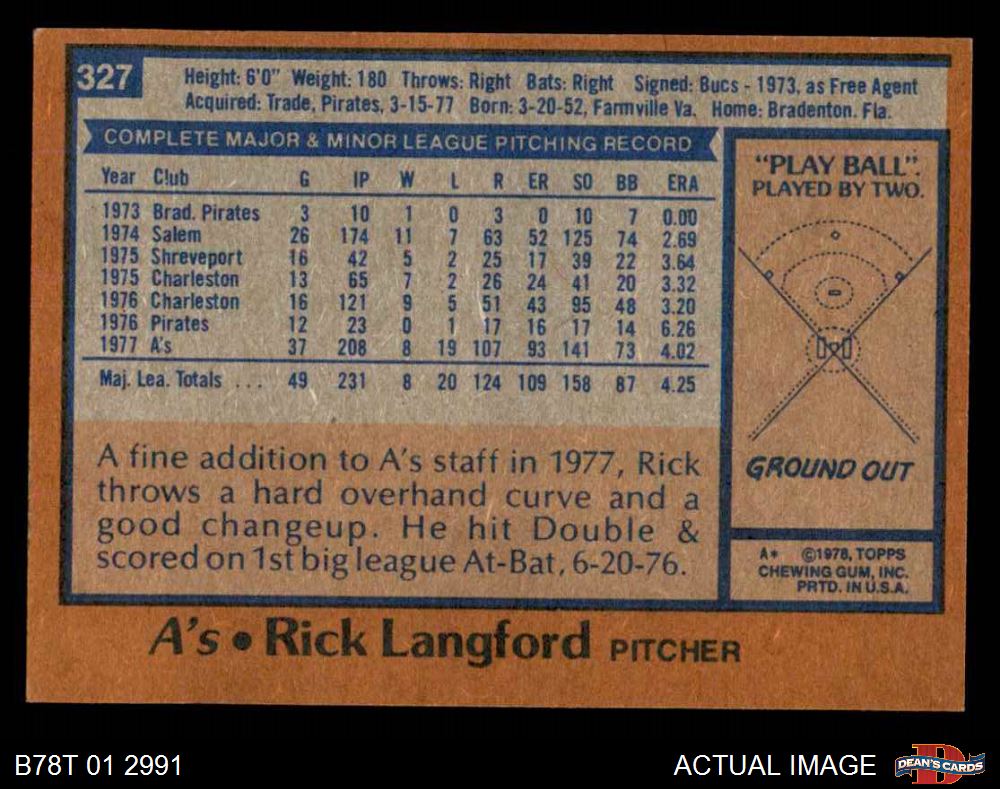 327
Height: 6'0" Weight: 180 Throws: Right Bats: Right Signed: Bucs - 1973, as Free Agent
Acquired: Trade, Pirates, 3-15-77 Born: 3-20-52, Farmville Va. Home: Bradenton, Fla.
COMPLETE MAJOR & MINOR LEAGUE PITCHING RECORD
Year Club G IP W L R ER SO BB ERA
1973 Brad. Pirates 3 10 1 0 3 0 10 7 0.00
1974 Salem 26 174 11 7 63 52 125 74 2.69
1975 Shreveport 16 42 5 2 25 17 39 22 3.64
1975 Charleston 13 65 7 2 26 24 41 20 3.32
1976 Charleston 16 121 9 5 51 43 95 48 3.20
1976 Pirates 12 23 0 1 17 16 17 14 6.26
1977 A's 37 208 8 19 107 93 141 73 4.02
Maj. Lea. Totals ... 49 231 8 20 124 109 158 87 4.25
A fine addition to A's staff in 1977, Rick
throws a hard overhand curve and a
good changeup. He hit Double &
scored on 1st big league At-Bat, 6-20-76.
"PLAY BALL".
PLAYED BY TWO.
GROUND OUT
A* ©1978, TOPPS
CHEWING GUM, INC.
PRTD. IN U.S.A.
A's • Rick Langford PITCHER
B78T 01 2991
ACTUAL IMAGE
D
DEAN'S CARDS